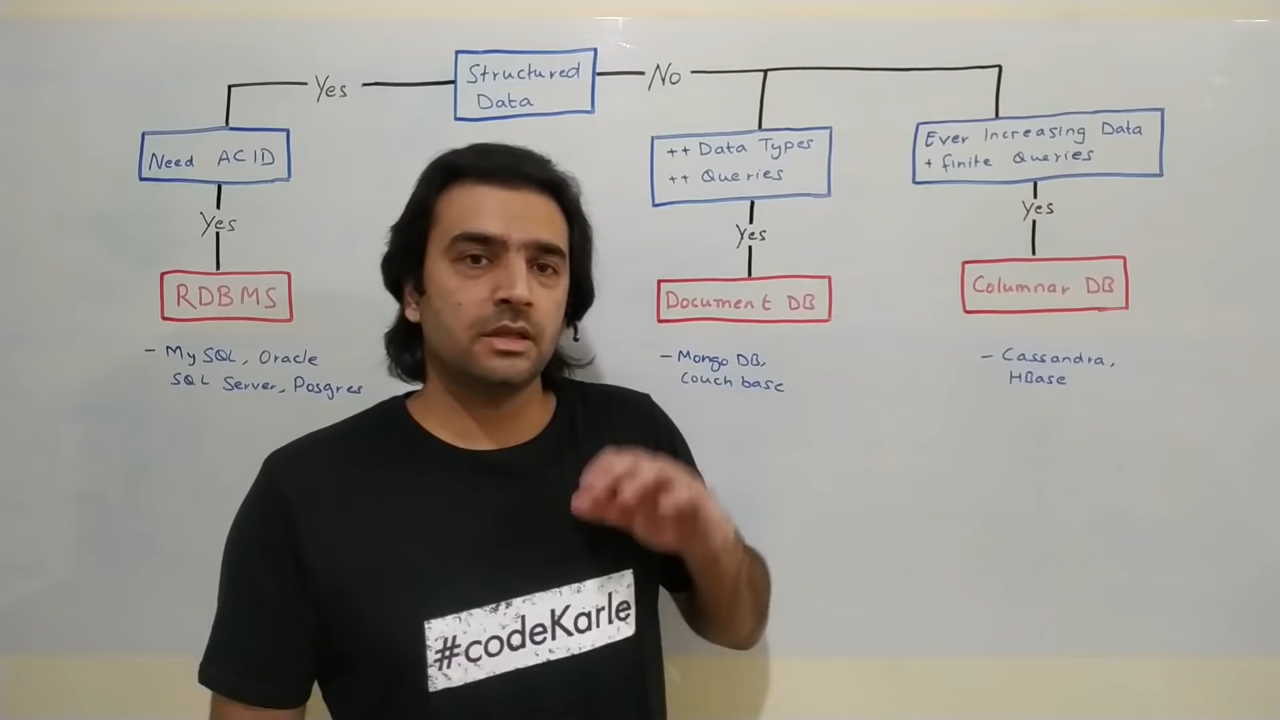 Structured
Data
Yes
No
Need ACID
Yes
RDBMS
- My SQL, Oracle
SQL Server, Posgres
++ Data Types
++ Queries
Yes
Document DB
- Mongo DB,
Couch base
Ever Increasing Data
+ finite Queries
Yes
Columnar DB
- Cassandra,
HBase
#codeKarle